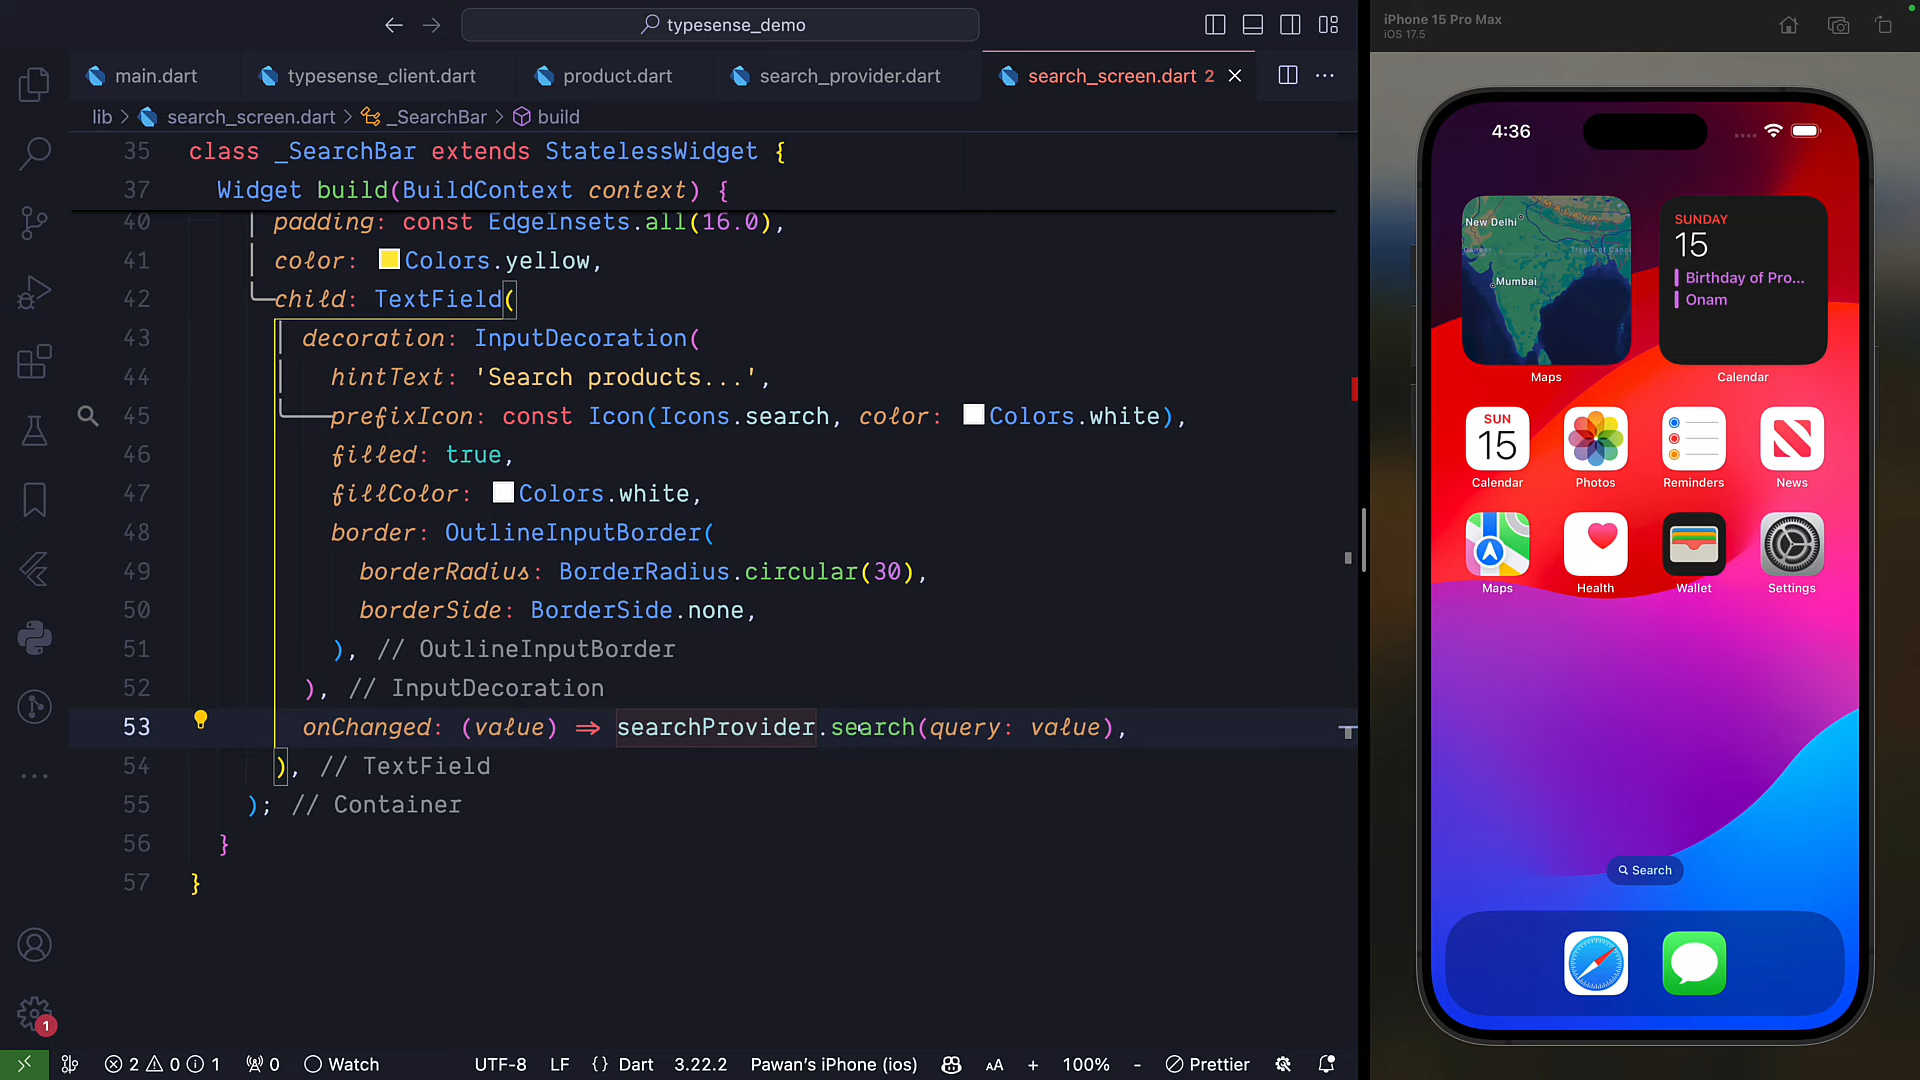 typesense_demo
main.dart
typesense_client.dart
product.dart
search_provider.dart
search_screen.dart 2
lib > search_screen.dart > _SearchBar > build
35 class _SearchBar extends StatelessWidget {
37 Widget build(BuildContext context) {
40 padding: const EdgeInsets.all(16.0),
41 color: Colors.yellow,
42 child: TextField(
43 decoration: InputDecoration(
44 hintText: 'Search products...',
45 prefixIcon: const Icon(Icons.search, color: Colors.white),
46 filled: true,
47 fillColor: Colors.white,
48 border: OutlineInputBorder(
49 borderRadius: BorderRadius.circular(30),
50 borderSide: BorderSide.none,
51 ), // OutlineInputBorder
52 ), // InputDecoration
53 onChanged: (value) => searchProvider.search(query: value),
54 ), // TextField
55 ); // Container
56 }
57 }
1
2 0 1 0 Watch UTF-8 LF {} Dart 3.22.2 Pawan's iPhone (ios) AA + 100% - Prettier
iPhone 15 Pro Max
iOS 17.5
4:36
New Delhi
Mumbai
Maps
SUNDAY
15
Birthday of Pro...
Onam
Calendar
SUN
15
Calendar
Photos
Reminders
News
Maps
Health
Wallet
Settings
Search